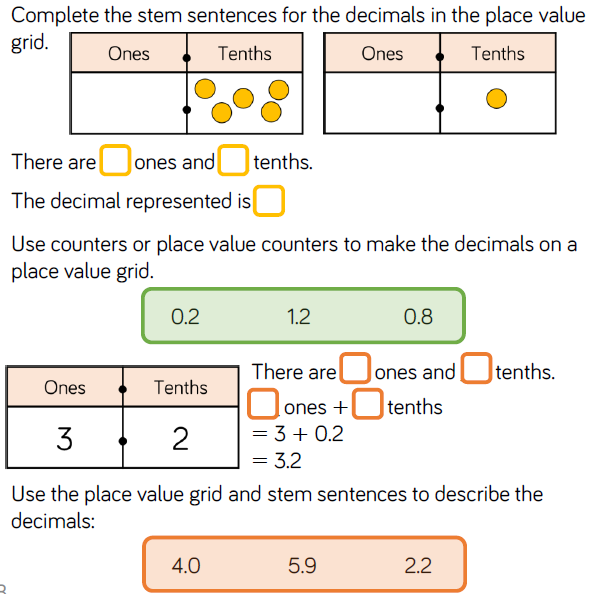 Complete the stem sentences for the decimals in the place value
grid.
Ones Tenths
Ones Tenths
There are ones and tenths.
The decimal represented is
Use counters or place value counters to make the decimals on a
place value grid.
0.2 1.2 0.8
Ones Tenths
3 2
There are ones and tenths.
ones + tenths
= 3 + 0.2
= 3.2
Use the place value grid and stem sentences to describe the
decimals:
4.0 5.9 2.2